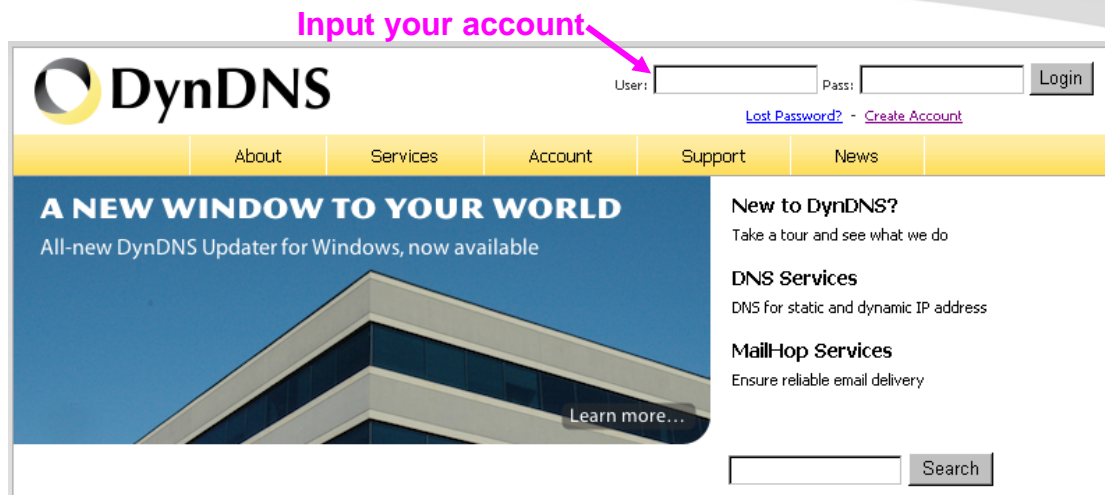 Input your account
DynDNS
User: Pass: Login
Lost Password? - Create Account
About Services Account Support News
A NEW WINDOW TO YOUR WORLD
All-new DynDNS Updater for Windows, now available
Learn more...
New to DynDNS?
Take a tour and see what we do
DNS Services
DNS for static and dynamic IP address
MailHop Services
Ensure reliable email delivery
Search